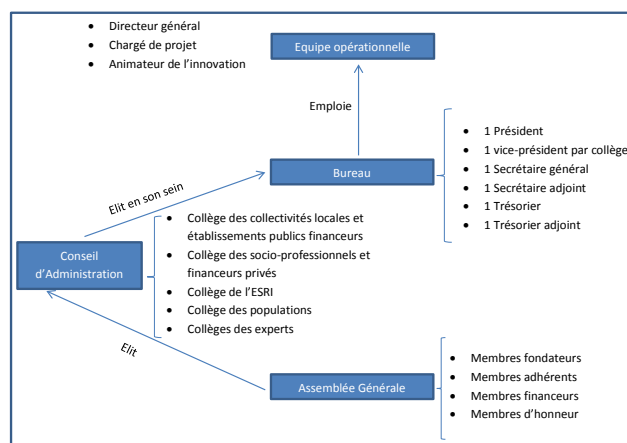 • Directeur général
• Chargé de projet
• Animateur de l'innovation
Equipe opérationnelle
Emploie
Bureau
• 1 Président
• 1 vice-président par collège
• 1 Secrétaire général
• 1 Secrétaire adjoint
• 1 Trésorier
• 1 Trésorier adjoint
Elit en son sein
Conseil
d'Administration
• Collège des collectivités locales et
établissements publics financeurs
• Collège des socio-professionnels et
financeurs privés
• Collège de l'ESRI
• Collège des populations
• Collèges des experts
Elit
Assemblée Générale
• Membres fondateurs
• Membres adhérents
• Membres financeurs
• Membres d'honneur